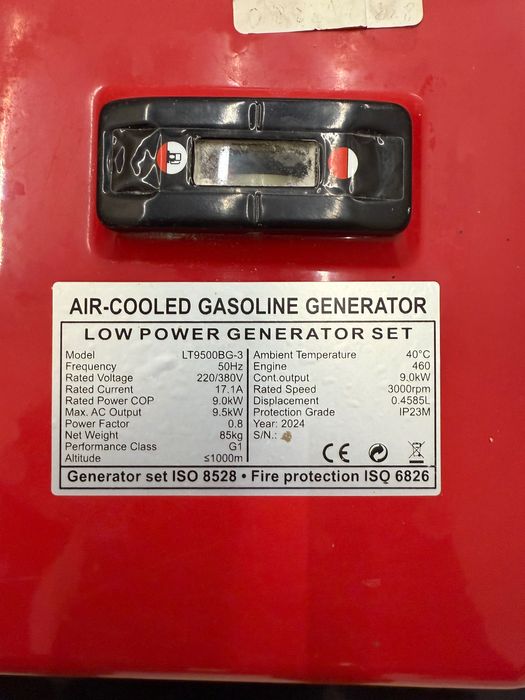 AIR-COOLED GASOLINE GENERATOR
LOW POWER GENERATOR SET
Model LT9500BG-3
Frequency 50Hz
Rated Voltage 220/380V
Rated Current 17.1A
Rated Power COP 9.0kW
Max. AC Output 9.5kW
Power Factor 0.8
Net Weight 85kg
Performance Class G1
Altitude ≤1000m
Ambient Temperature 40°C
Engine 460
Cont.output 9.0kW
Rated Speed 3000rpm
Displacement 0.4585L
Protection Grade IP23M
Year: 2024
S/N.:
CE
Generator set ISO 8528 • Fire protection ISQ 6826